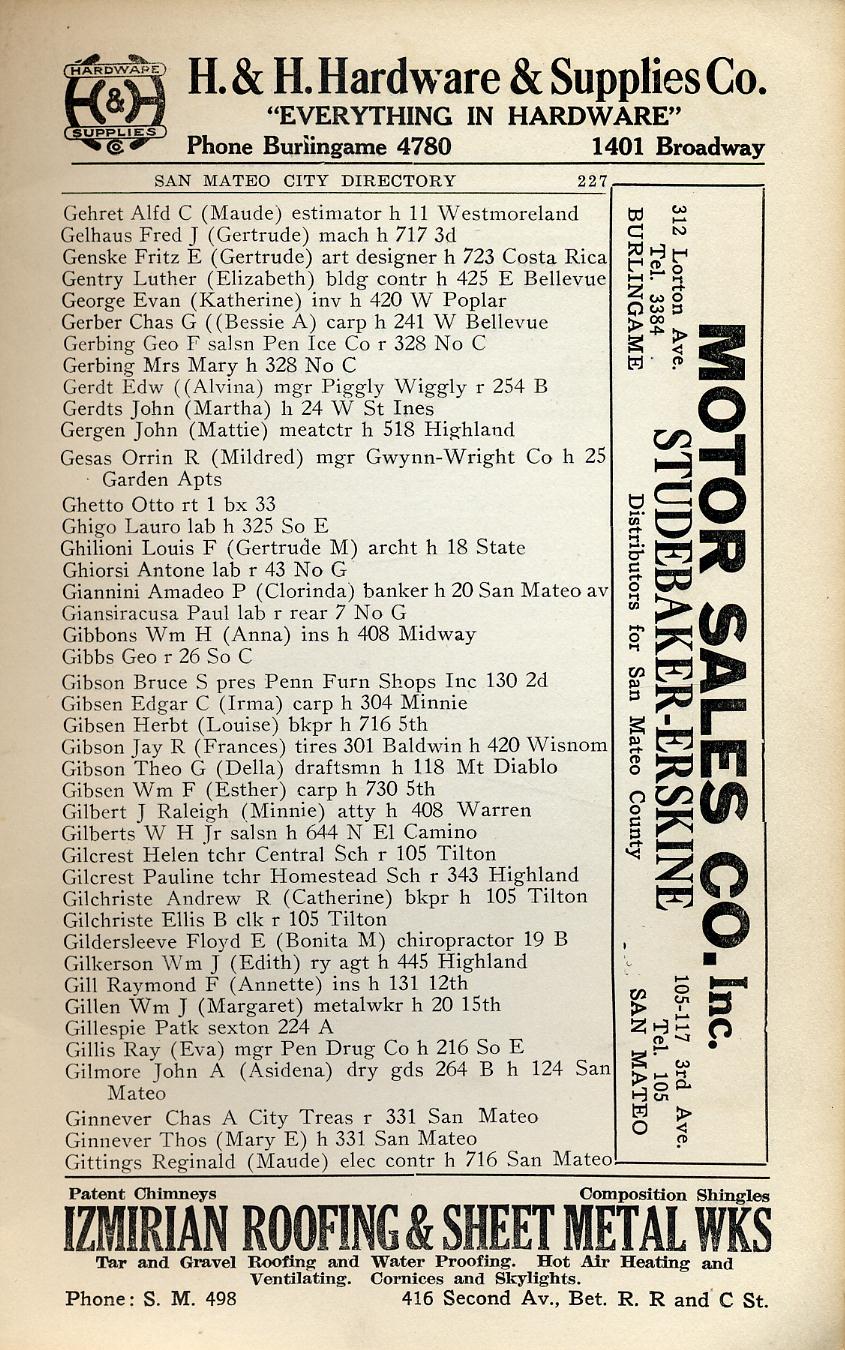 HARDWARE
H&H
SUPPLIES
Co
H. & H. Hardware & Supplies Co.
“EVERYTHING IN HARDWARE”
Phone Burlingame 4780 1401 Broadway
SAN MATEO CITY DIRECTORY 227
Gehret Alfd C (Maude) estimator h 11 Westmoreland
Gelhaus Fred J (Gertrude) mach h 717 3d
Genske Fritz E (Gertrude) art designer h 723 Costa Rica
Gentry Luther (Elizabeth) bldg contr h 425 E Bellevue
George Evan (Katherine) inv h 420 W Poplar
Gerber Chas G ((Bessie A) carp h 241 W Bellevue
Gerbing Geo F salsn Pen Ice Co r 328 No C
Gerbing Mrs Mary h 328 No C
Gerdt Edw ((Alvina) mgr Piggly Wiggly r 254 B
Gerdts John (Martha) h 24 W St Ines
Gergen John (Mattie) meatctr h 518 Highland
Gesas Orrin R (Mildred) mgr Gwynn-Wright Co h 25
Garden Apts
Ghetto Otto rt 1 bx 33
Ghigo Lauro lab h 325 So E
Ghilioni Louis F (Gertrude M) archt h 18 State
Ghiorsi Antone lab r 43 No G
Giannini Amadeo P (Clorinda) banker h 20 San Mateo av
Giansiracusa Paul lab r rear 7 No G
Gibbons Wm H (Anna) ins h 408 Midway
Gibbs Geo r 26 So C
Gibson Bruce S pres Penn Furn Shops Inc 130 2d
Gibsen Edgar C (Irma) carp h 304 Minnie
Gibsen Herbt (Louise) bkpr h 716 5th
Gibson Jay R (Frances) tires 301 Baldwin h 420 Wisnom
Gibson Theo G (Della) draftsmn h 118 Mt Diablo
Gibsen Wm F (Esther) carp h 730 5th
Gilbert J Raleigh (Minnie) atty h 408 Warren
Gilberts W H Jr salsn h 644 N El Camino
Gilcrest Helen tchr Central Sch r 105 Tilton
Gilcrest Pauline tchr Homestead Sch r 343 Highland
Gilchriste Andrew R (Catherine) bkpr h 105 Tilton
Gilchriste Ellis B clk r 105 Tilton
Gildersleeve Floyd E (Bonita M) chiropractor 19 B
Gilkerson Wm J (Edith) ry agt h 445 Highland
Gill Raymond F (Annette) ins h 131 12th
Gillen Wm J (Margaret) metalwkr h 20 15th
Gillespie Patk sexton 224 A
Gillis Ray (Eva) mgr Pen Drug Co h 216 So E
Gilmore John A (Asidena) dry gds 264 B h 124 San
Mateo
Ginnever Chas A City Treas r 331 San Mateo
Ginnever Thos (Mary E) h 331 San Mateo
Gittings Reginald (Maude) elec contr h 716 San Mateo
MOTOR SALES CO. Inc.
STUDEBAKER-ERSKINE
Distributors for San Mateo County
312 Lorton Ave.
Tel. 3384
BURLINGAME
105-117 3rd Ave.
Tel. 105
SAN MATEO
Patent Chimneys Composition Shingles
IZMIRIAN ROOFING & SHEET METAL WKS
Tar and Gravel Roofing and Water Proofing. Hot Air Heating and
Ventilating. Cornices and Skylights.
Phone: S. M. 498 416 Second Av., Bet. R. R and C St.